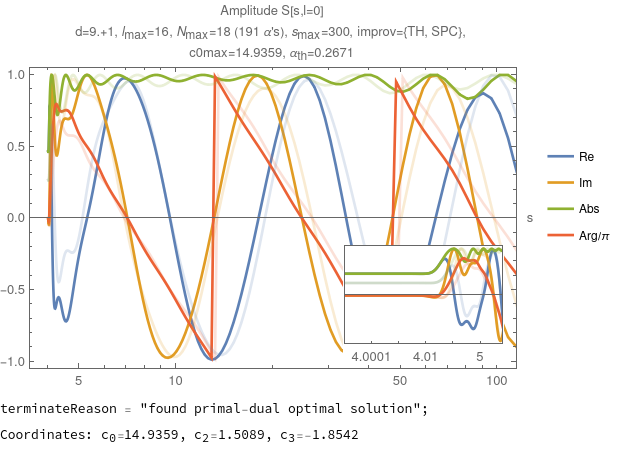 Amplitude S[s,l=0]
d=9.+1, lmax=16, Nmax=18 (191 α's), smax=300, improv={TH, SPC},
c0max=14.9359, αth=0.2671
1.0
0.5
0.0
−0.5
−1.0
5
10
50
100
s
4.0001
4.01
5
Re
Im
Abs
Arg/π
terminateReason = "found primal-dual optimal solution";
Coordinates: c0=14.9359, c2=1.5089, c3=-1.8542